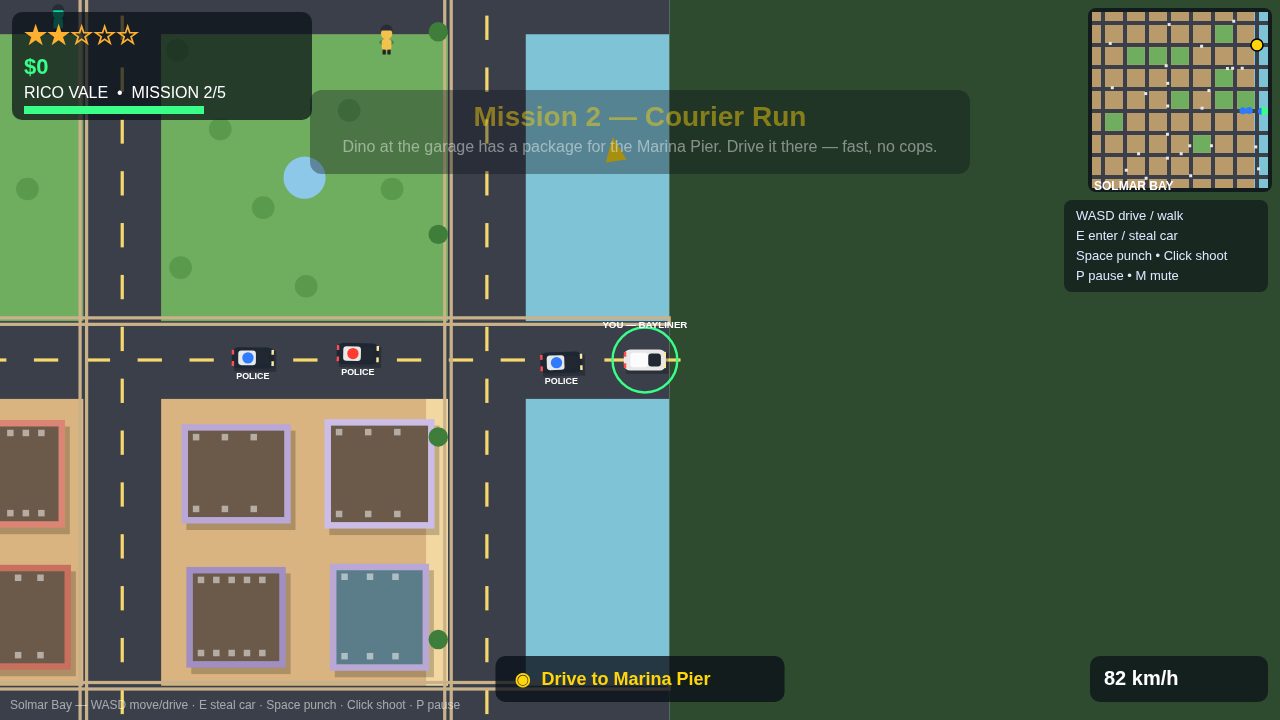 ★★☆☆☆
$0
RICO VALE • MISSION 2/5
Mission 2 — Courier Run
Dino at the garage has a package for the Marina Pier. Drive it there — fast, no cops.
SOLMAR BAY
WASD drive / walk
E enter / steal car
Space punch • Click shoot
P pause • M mute
YOU — BAYLINER
POLICE
POLICE
POLICE
◉ Drive to Marina Pier
82 km/h
Solmar Bay — WASD move/drive · E steal car · Space punch · Click shoot · P pause